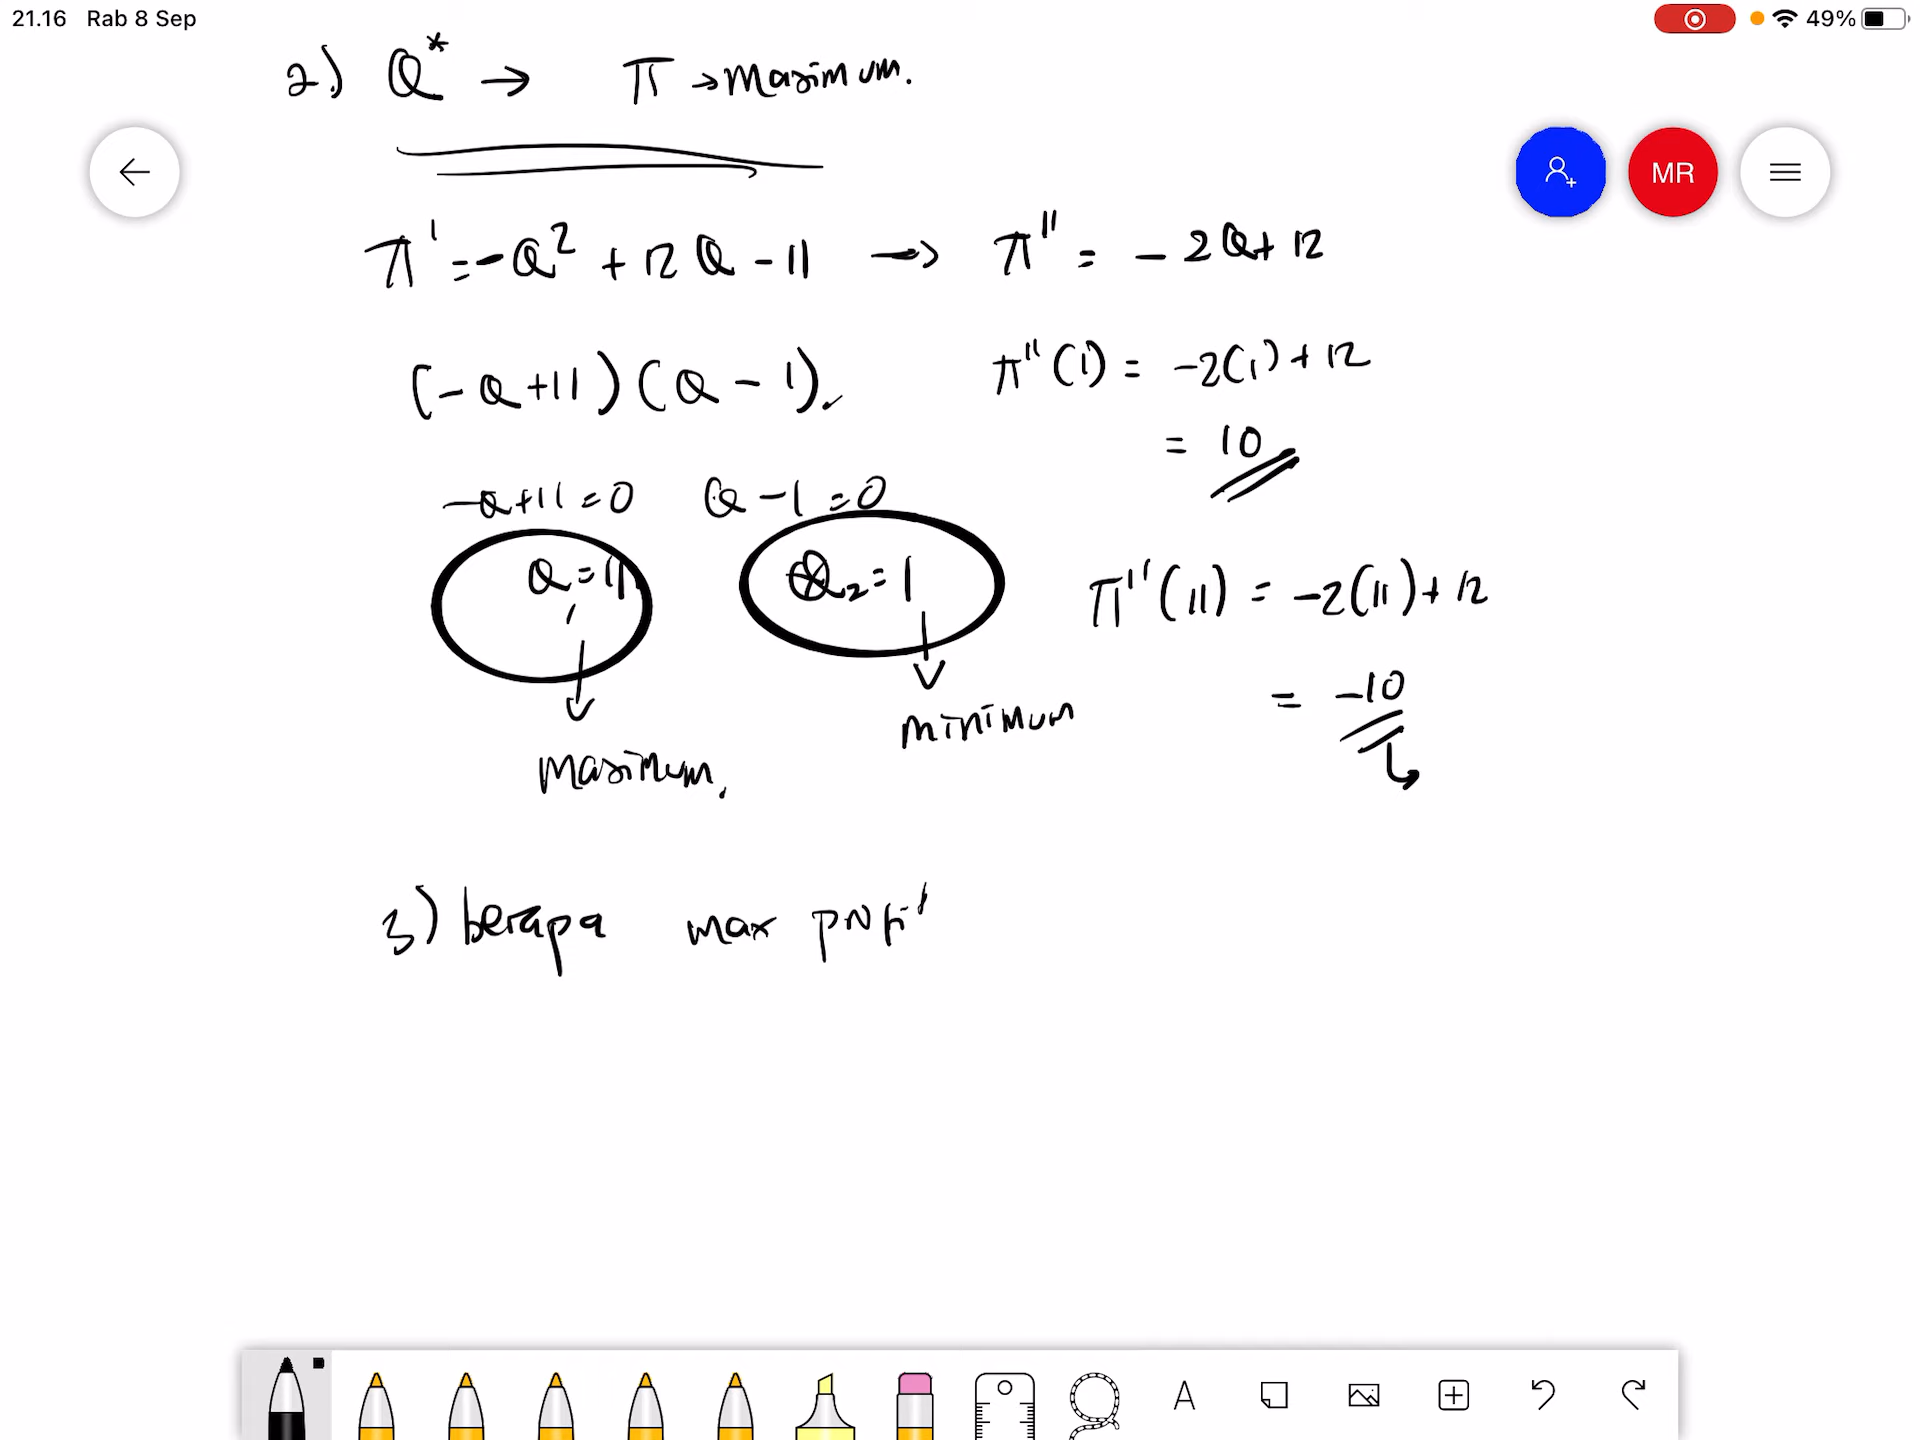 21.16 Rab 8 Sep
49%
2) Q* → π → maximum.
MR
π' = -Q² + 12Q - 11 → π'' = -2Q + 12
(-Q+11)(Q-1).
π''(1) = -2(1) + 12
= 10
-Q+11=0 Q-1=0
Q₁=11 Q₂=1
π''(11) = -2(11) + 12
= -10
maximum. minimum
3) berapa max profit
A